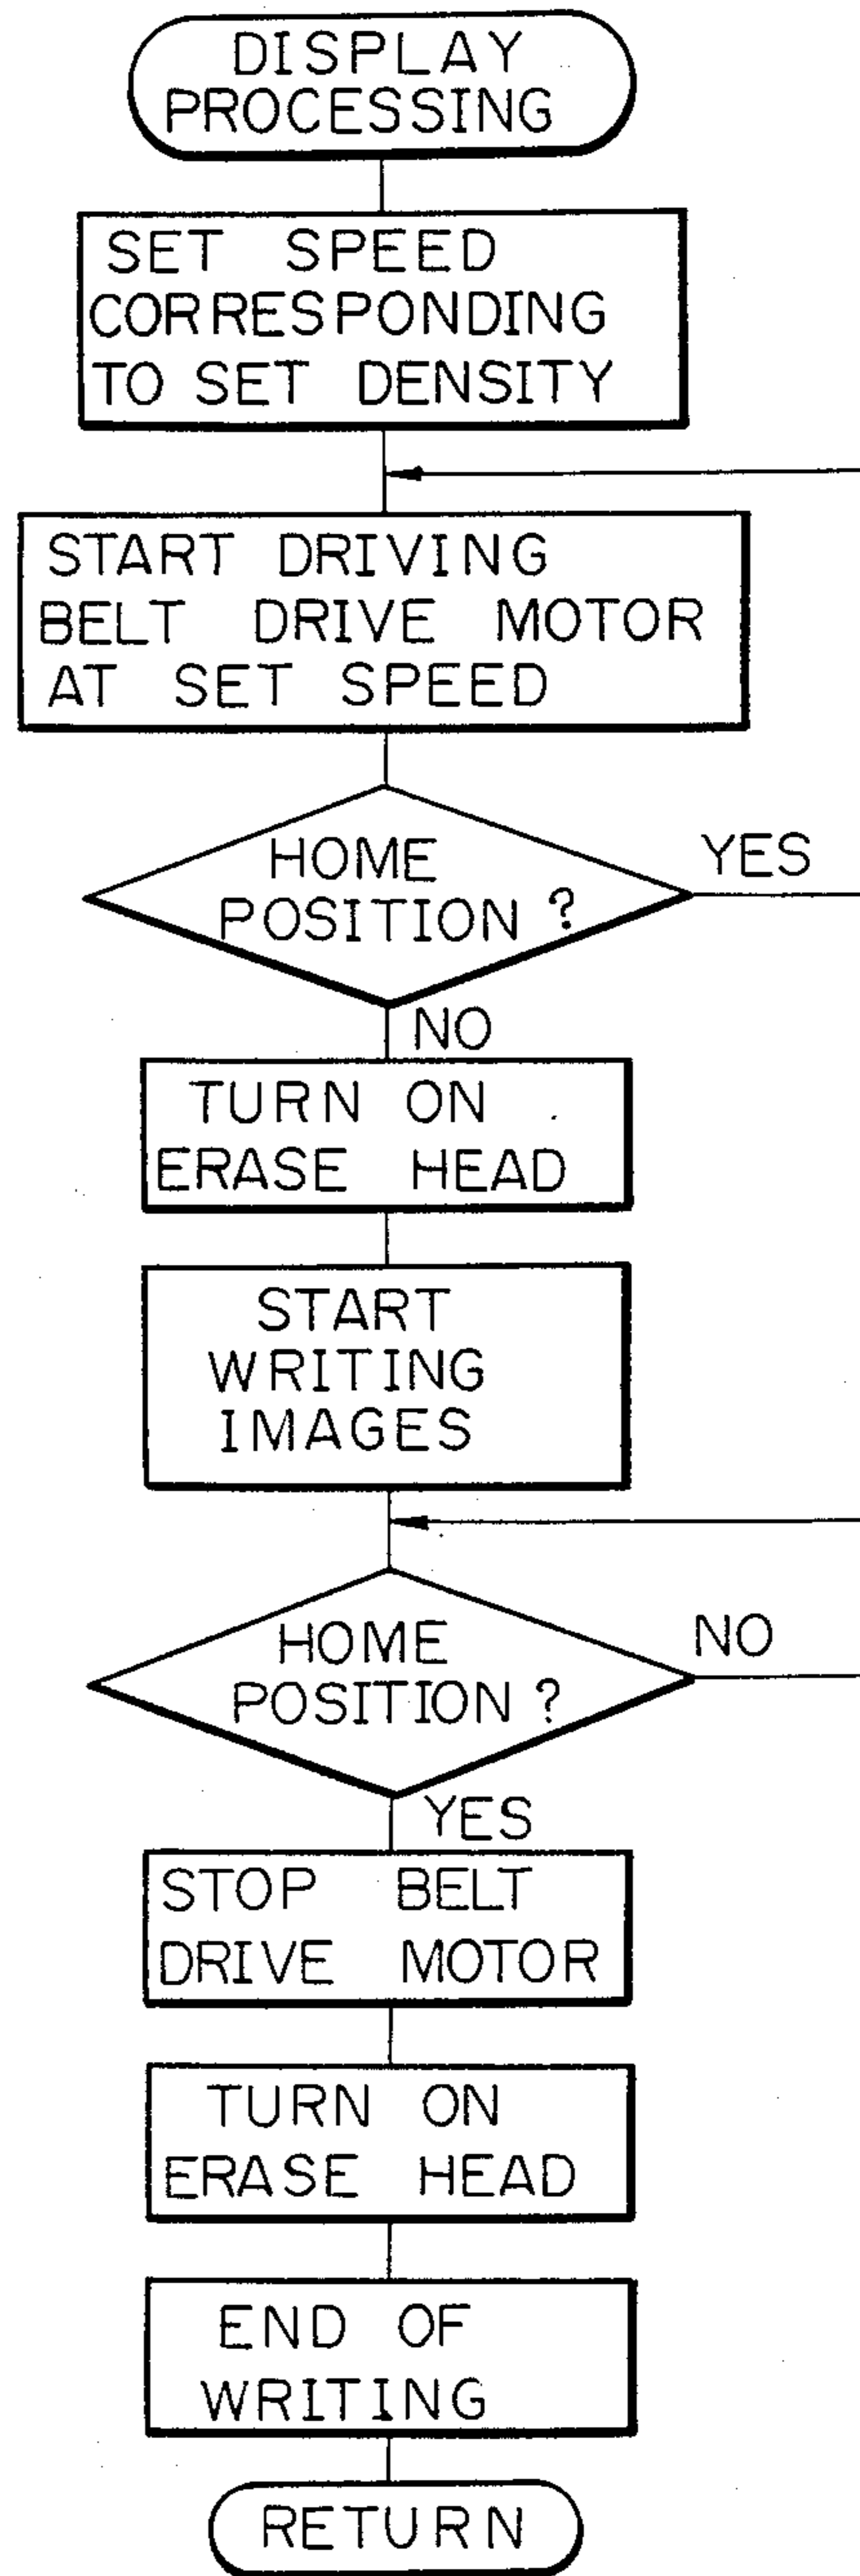 DISPLAY
PROCESSING
SET SPEED
CORRESPONDING
TO SET DENSITY
START DRIVING
BELT DRIVE MOTOR
AT SET SPEED
HOME
POSITION ?
YES
NO
TURN ON
ERASE HEAD
START
WRITING
IMAGES
HOME
POSITION ?
NO
YES
STOP BELT
DRIVE MOTOR
TURN ON
ERASE HEAD
END OF
WRITING
RETURN